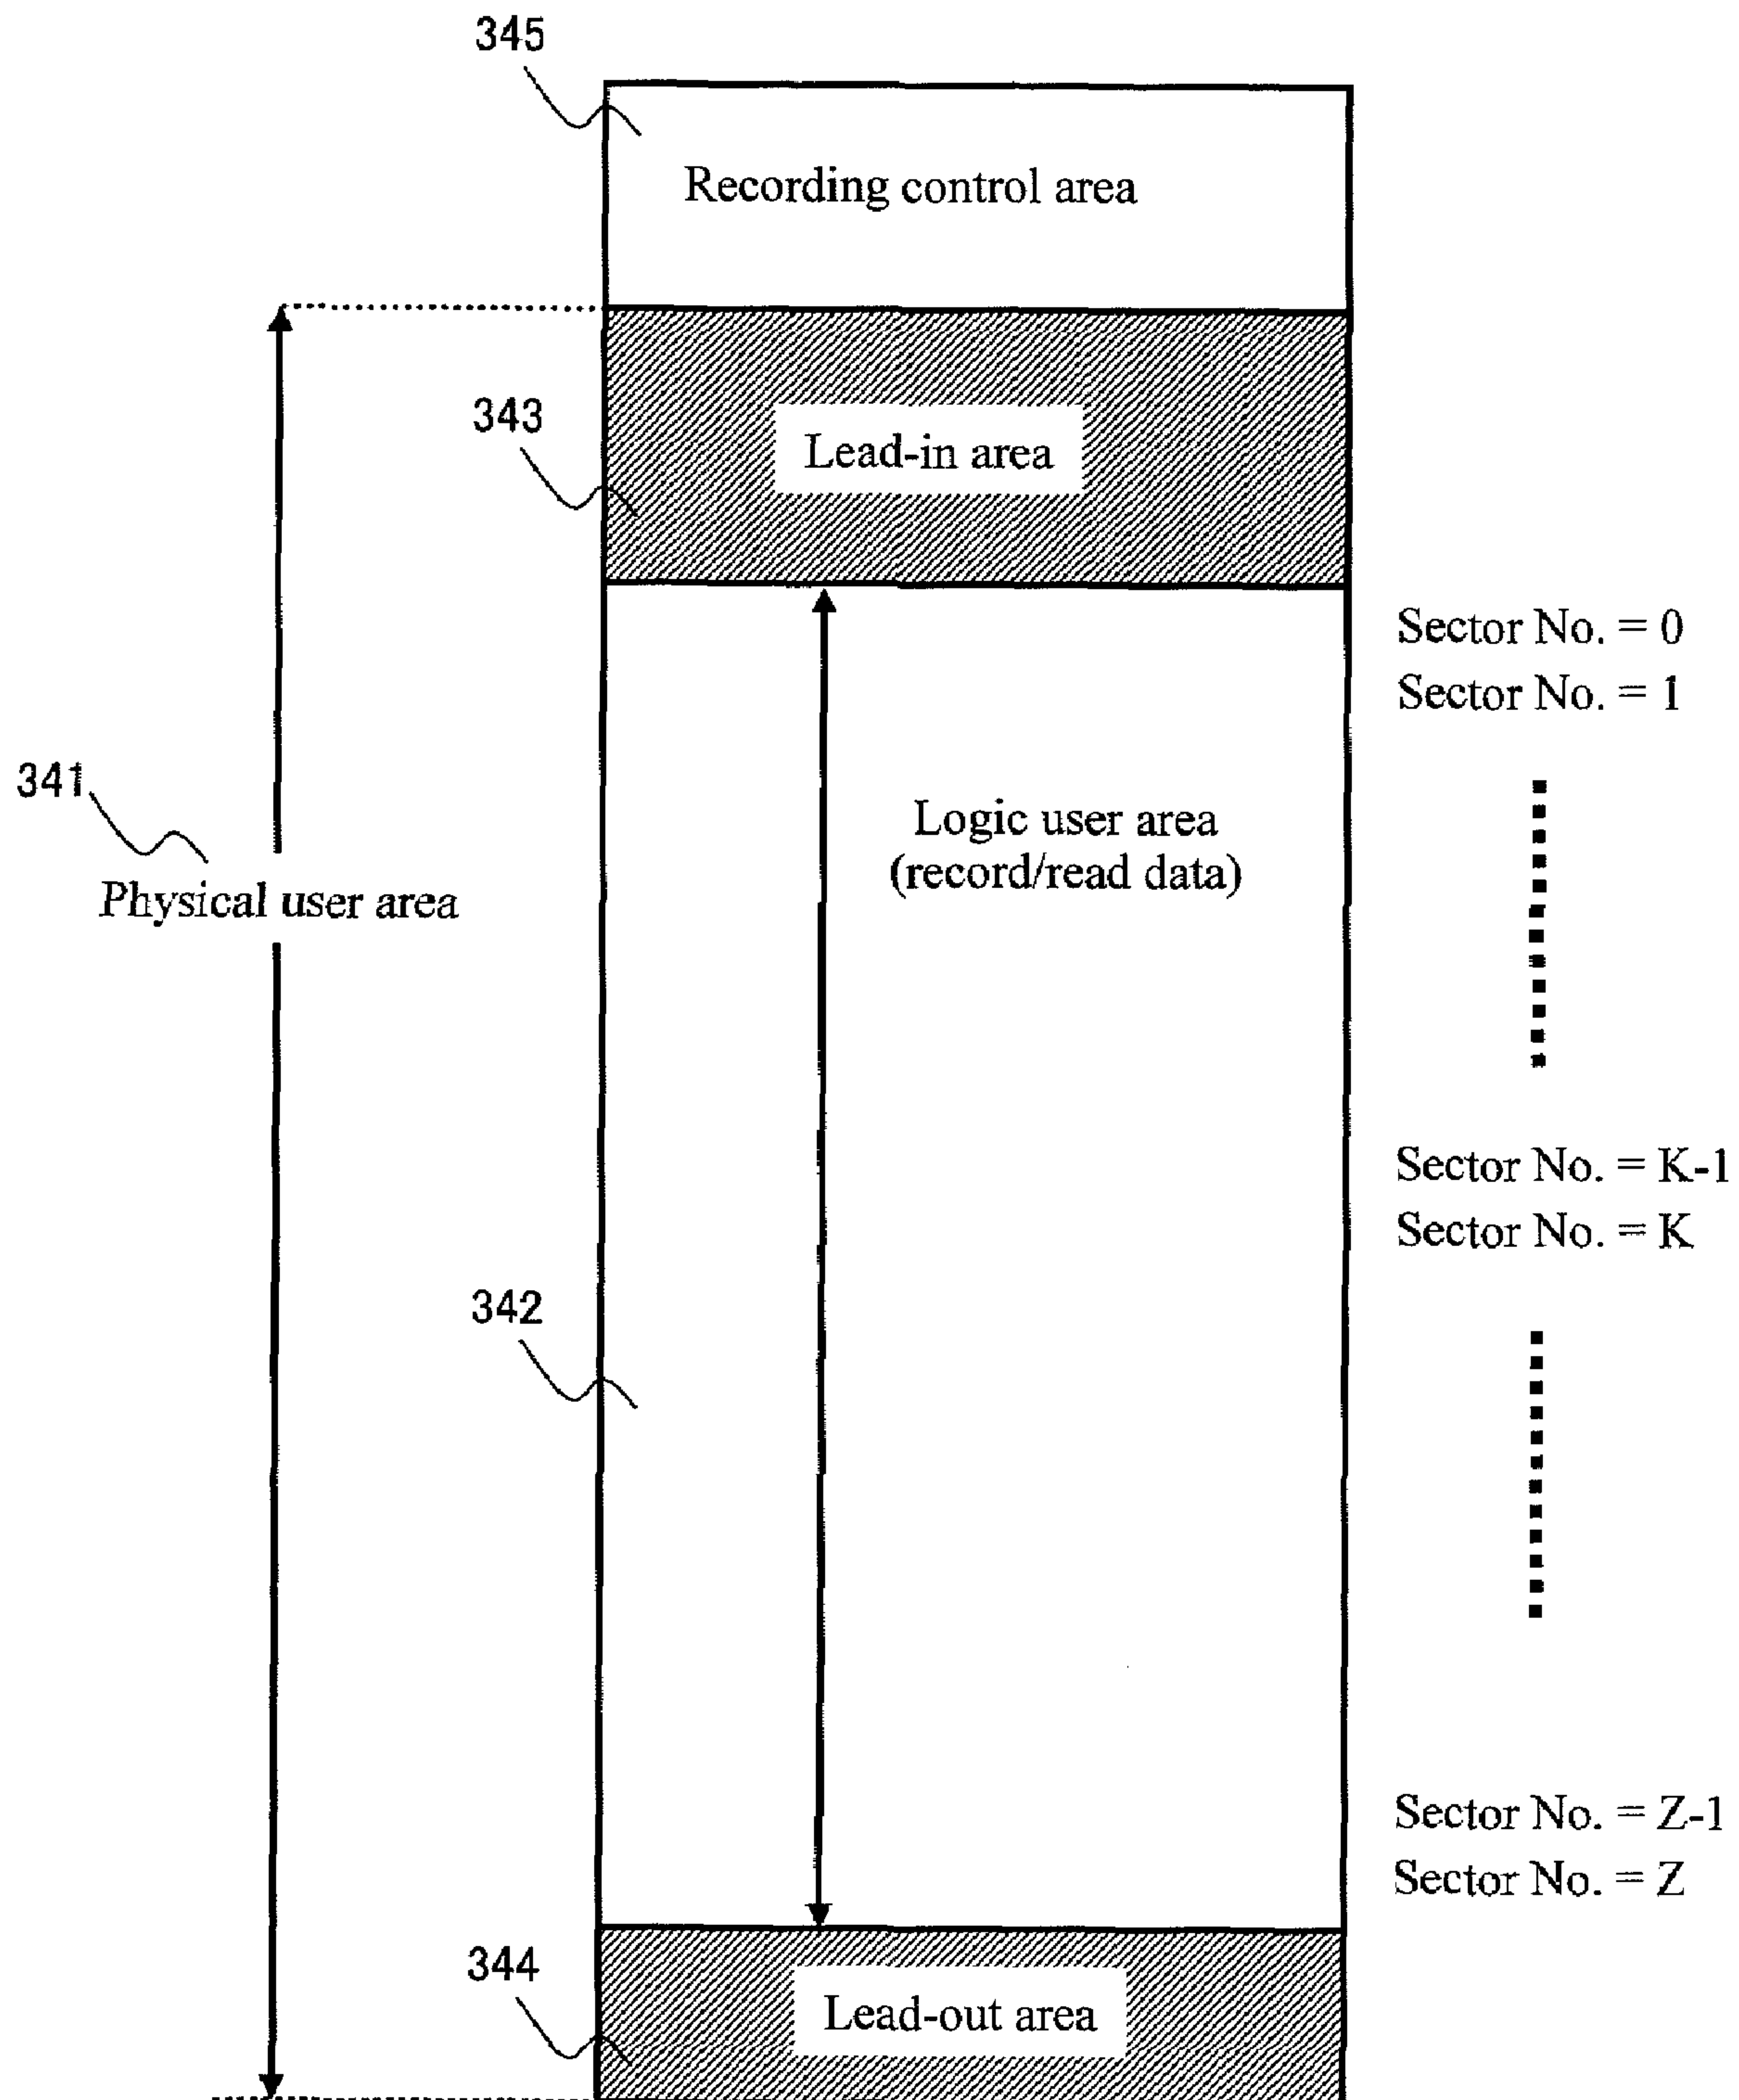 345
Recording control area
343
Lead-in area
Sector No. = 0
Sector No. = 1
341
Physical user area
Logic user area
(record/read data)
Sector No. = K-1
Sector No. = K
342
Sector No. = Z-1
Sector No. = Z
344
Lead-out area